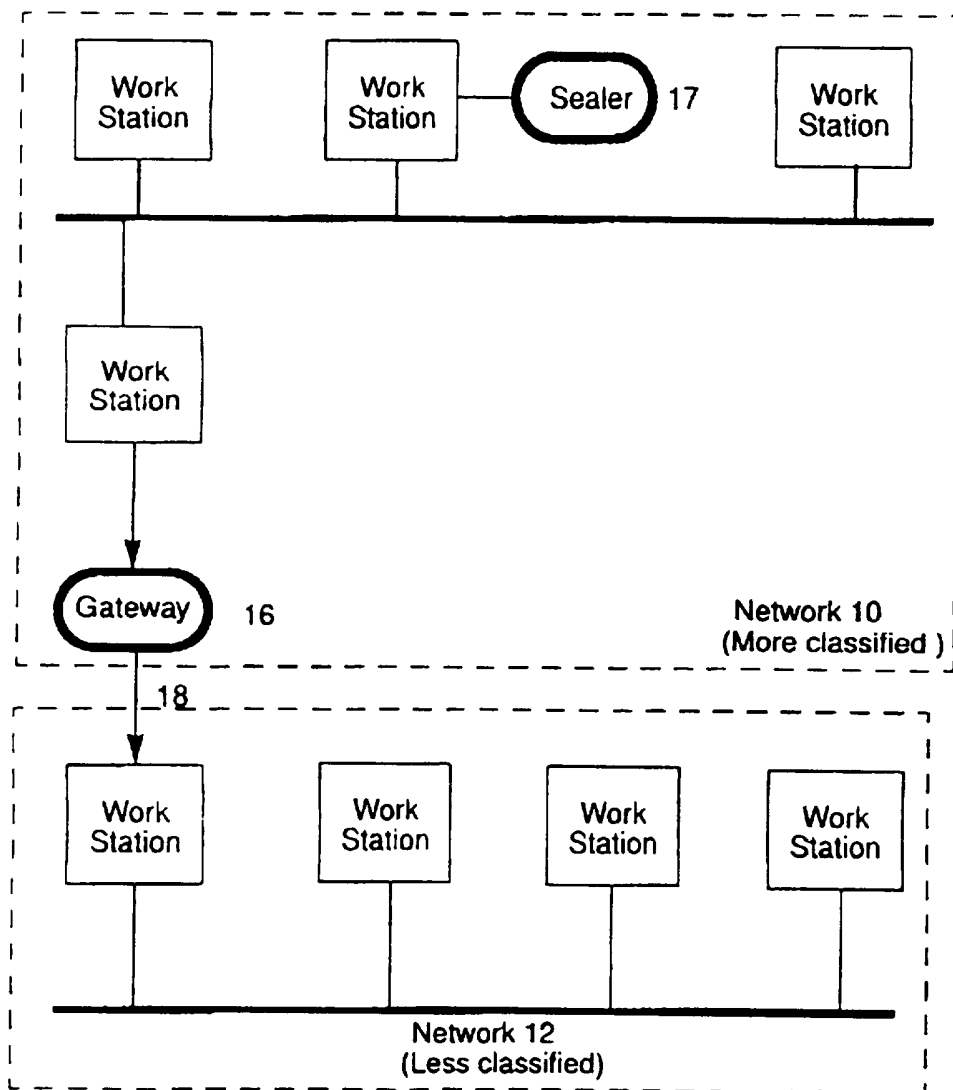 Work
Station
Work
Station
Sealer
17
Work
Station
Work
Station
Gateway
16
Network 10
(More classified )
18
Work
Station
Work
Station
Work
Station
Work
Station
Network 12
(Less classified)